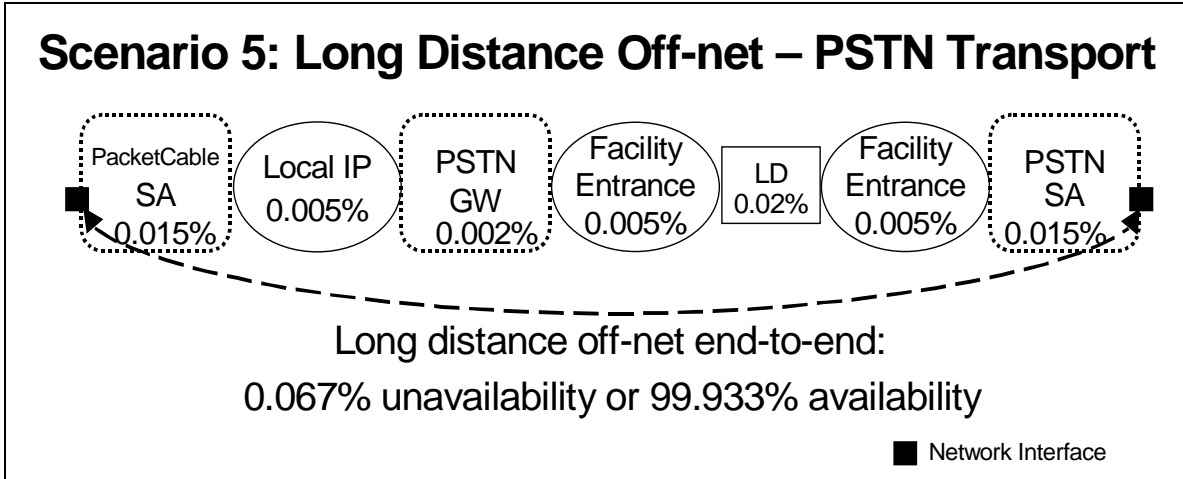 Scenario 5: Long Distance Off-net – PSTN Transport
PacketCable
SA
0.015%
Local IP
0.005%
PSTN
GW
0.002%
Facility
Entrance
0.005%
LD
0.02%
Facility
Entrance
0.005%
PSTN
SA
0.015%
Long distance off-net end-to-end:
0.067% unavailability or 99.933% availability
Network Interface